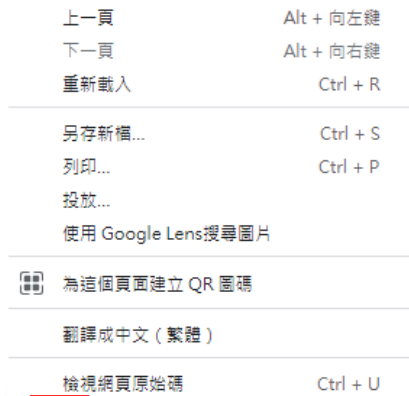 上一頁 Alt + 向左鍵
下一頁 Alt + 向右鍵
重新載入 Ctrl + R
另存新檔... Ctrl + S
列印... Ctrl + P
投放...
使用 Google Lens搜尋圖片
為這個頁面建立 QR 圖碼
翻譯成中文 ( 繁體 )
檢視網頁原始碼 Ctrl + U